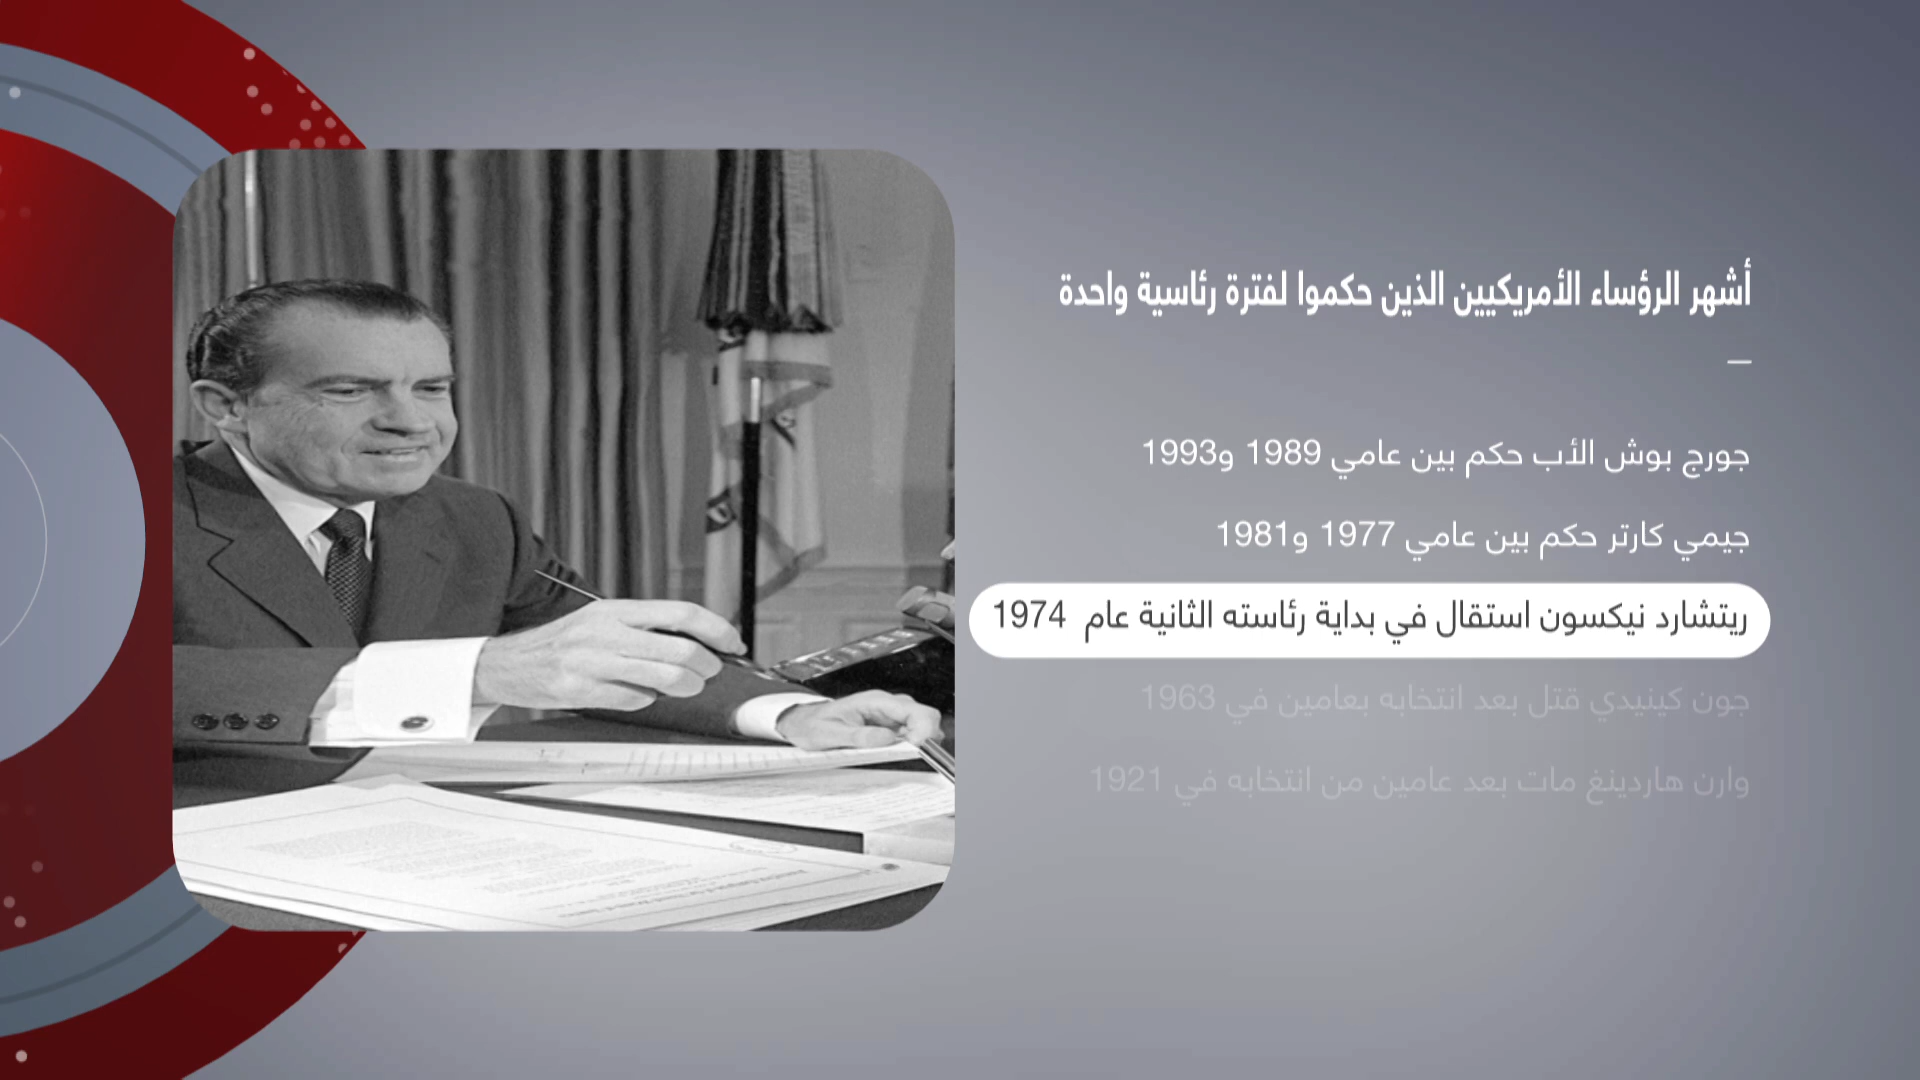 أشهر الرؤساء الأمريكيين الذين حكموا لفترة رئاسية واحدة
جورج بوش الأب حكم بين عامي 1989 و1993
جيمي كارتر حكم بين عامي 1977 و1981
ريتشارد نيكسون استقال في بداية رئاسته الثانية عام 1974
جون كينيدي قتل بعد انتخابه بعامين في 1963
وارن هاردينغ مات بعد عامين من انتخابه في 1921